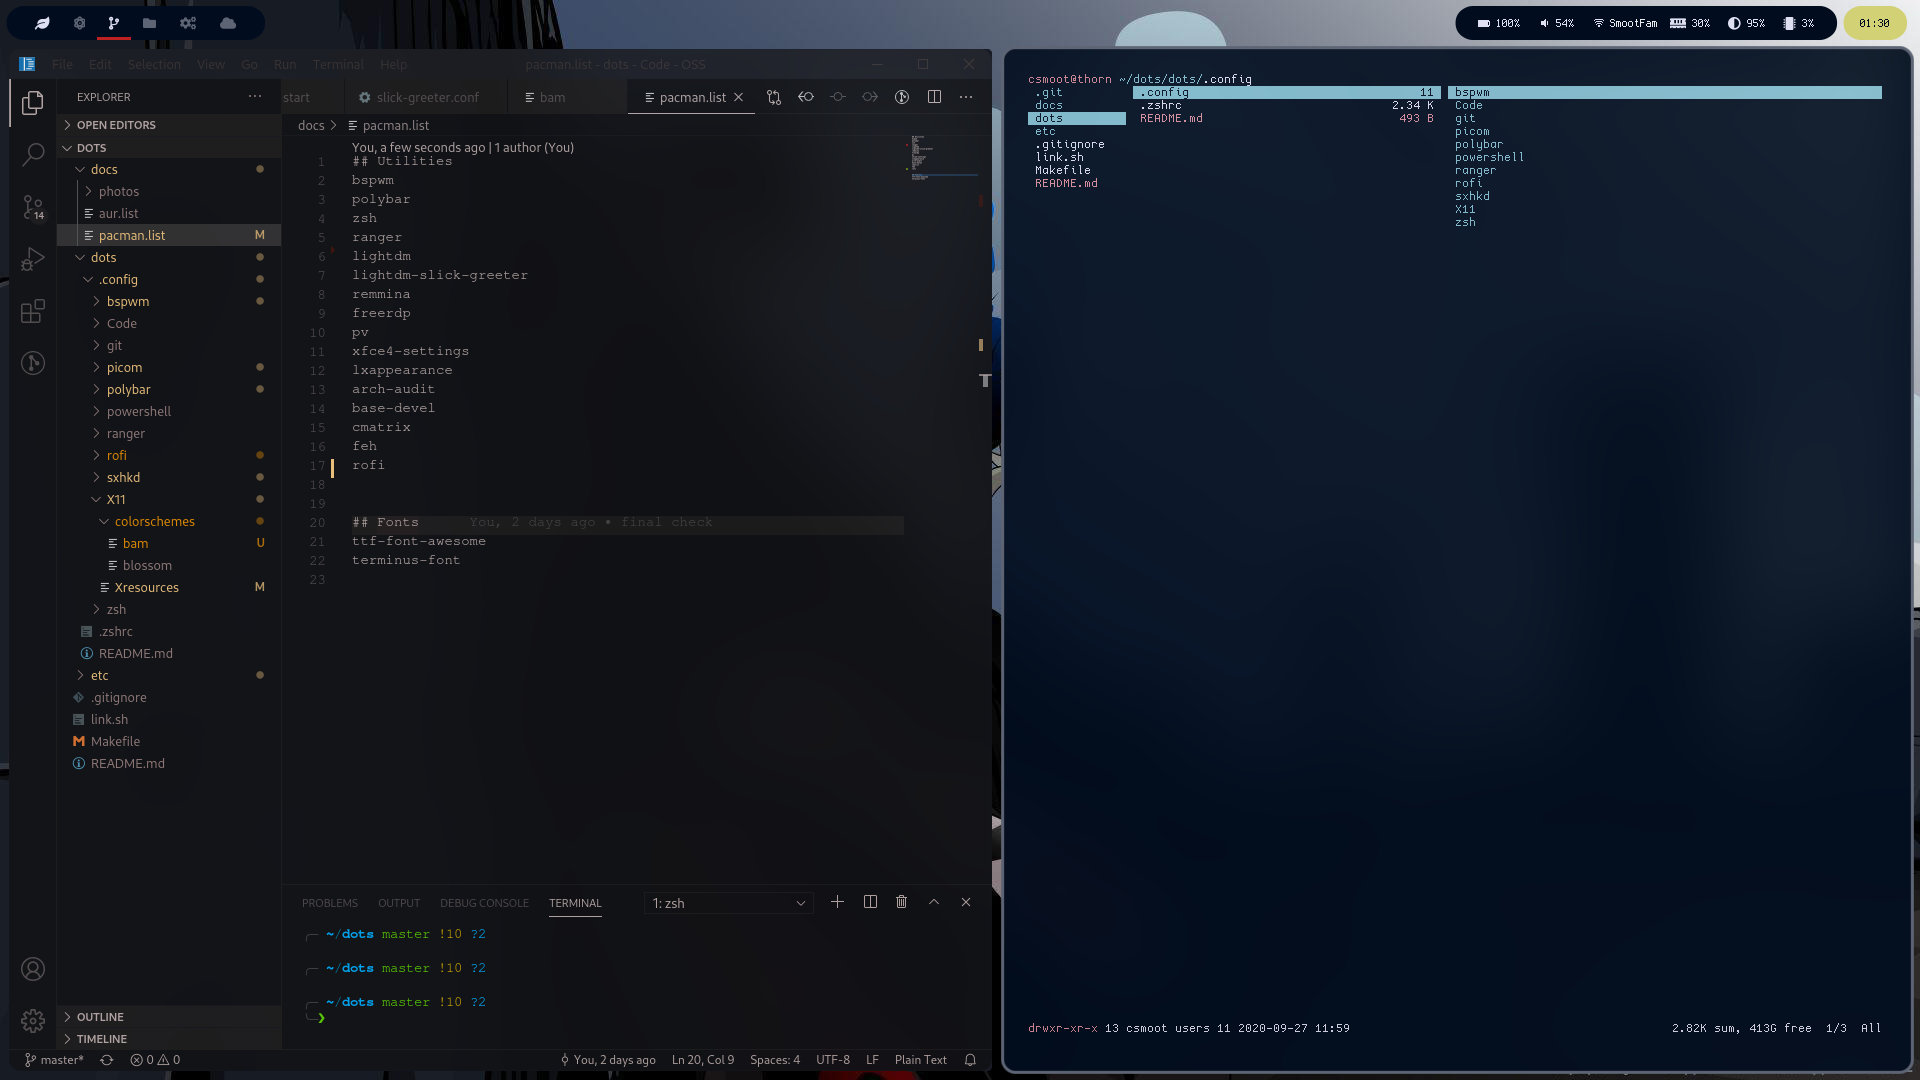 100% 54% SmootFam 30% 95% 3% 01:30
File Edit Selection View Go Run Terminal Help pacman.list - dots - Code - OSS
EXPLORER
start slick-greeter.conf bam pacman.list
OPEN EDITORS
docs pacman.list
DOTS
docs
photos
aur.list
pacman.list M
dots
.config
bspwm
Code
git
picom
polybar
powershell
ranger
rofi
sxhkd
X11
colorschemes
bam U
blossom
Xresources M
zsh
.zshrc
README.md
etc
.gitignore
link.sh
Makefile
README.md
OUTLINE
TIMELINE
14
You, a few seconds ago | 1 author (You)
1 ## Utilities
2 bspwm
3 polybar
4 zsh
5 ranger
6 lightdm
7 lightdm-slick-greeter
8 remmina
9 freerdp
10 pv
11 xfce4-settings
12 lxappearance
13 arch-audit
14 base-devel
15 cmatrix
16 feh
17 rofi
18
19
20 ## Fonts You, 2 days ago • final check
21 ttf-font-awesome
22 terminus-font
23
PROBLEMS OUTPUT DEBUG CONSOLE TERMINAL 1: zsh
~/dots master !10 ?2
~/dots master !10 ?2
~/dots master !10 ?2
❯
master* 0 0 You, 2 days ago Ln 20, Col 9 Spaces: 4 UTF-8 LF Plain Text
csmoot@thorn ~/dots/dots/.config
.git
docs
dots
etc
.gitignore
link.sh
Makefile
README.md
.config 11
.zshrc 2.34 K
README.md 493 B
bspwm
Code
git
picom
polybar
powershell
ranger
rofi
sxhkd
X11
zsh
drwxr-xr-x 13 csmoot users 11 2020-09-27 11:59 2.82K sum, 413G free 1/3 All